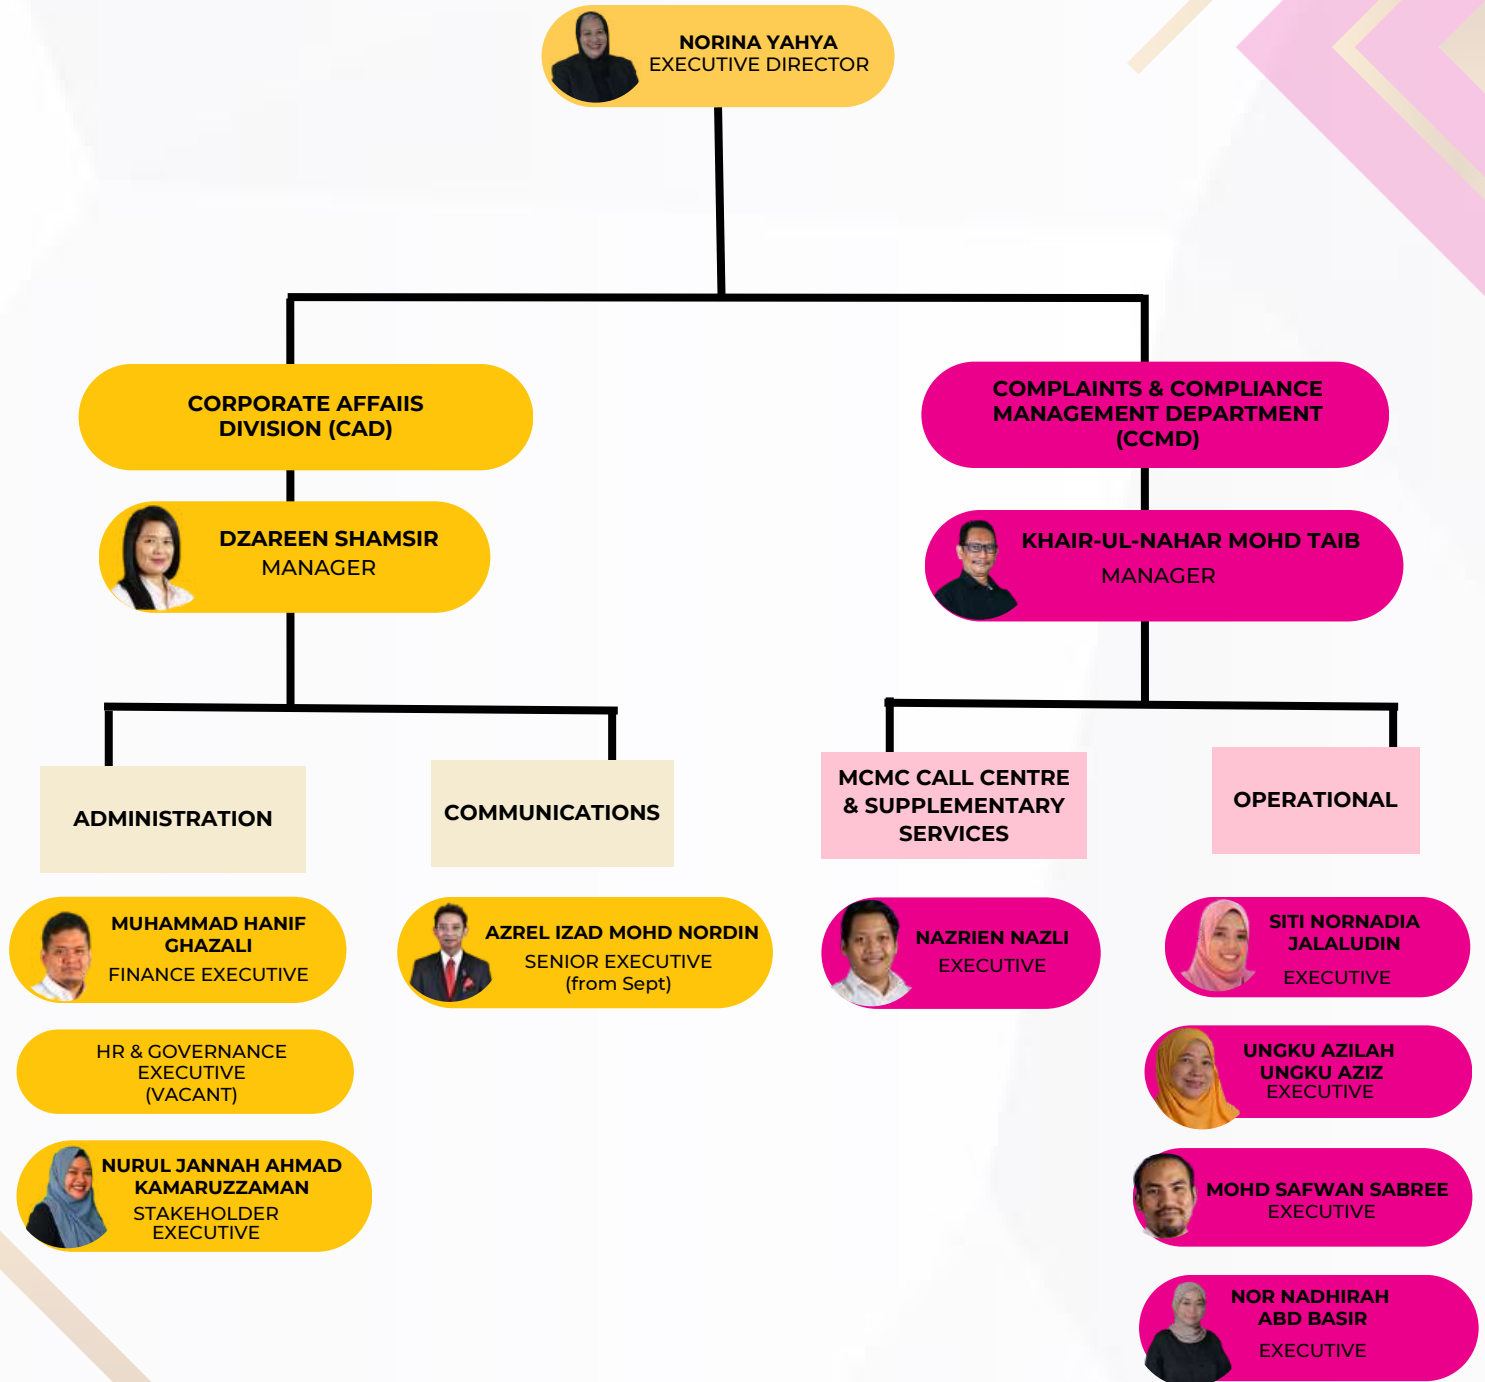 NORINA YAHYA
EXECUTIVE DIRECTOR
CORPORATE AFFAIIS
DIVISION (CAD)
DZAREEN SHAMSIR
MANAGER
ADMINISTRATION
MUHAMMAD HANIF
GHAZALI
FINANCE EXECUTIVE
HR & GOVERNANCE
EXECUTIVE
(VACANT)
NURUL JANNAH AHMAD
KAMARUZZAMAN
STAKEHOLDER
EXECUTIVE
COMMUNICATIONS
AZREL IZAD MOHD NORDIN
SENIOR EXECUTIVE
(from Sept)
COMPLAINTS & COMPLIANCE
MANAGEMENT DEPARTMENT
(CCMD)
KHAIR-UL-NAHAR MOHD TAIB
MANAGER
MCMC CALL CENTRE
& SUPPLEMENTARY
SERVICES
NAZRIEN NAZLI
EXECUTIVE
OPERATIONAL
SITI NORNADIA
JALALUDIN
EXECUTIVE
UNGKU AZILAH
UNGKU AZIZ
EXECUTIVE
MOHD SAFWAN SABREE
EXECUTIVE
NOR NADHIRAH
ABD BASIR
EXECUTIVE